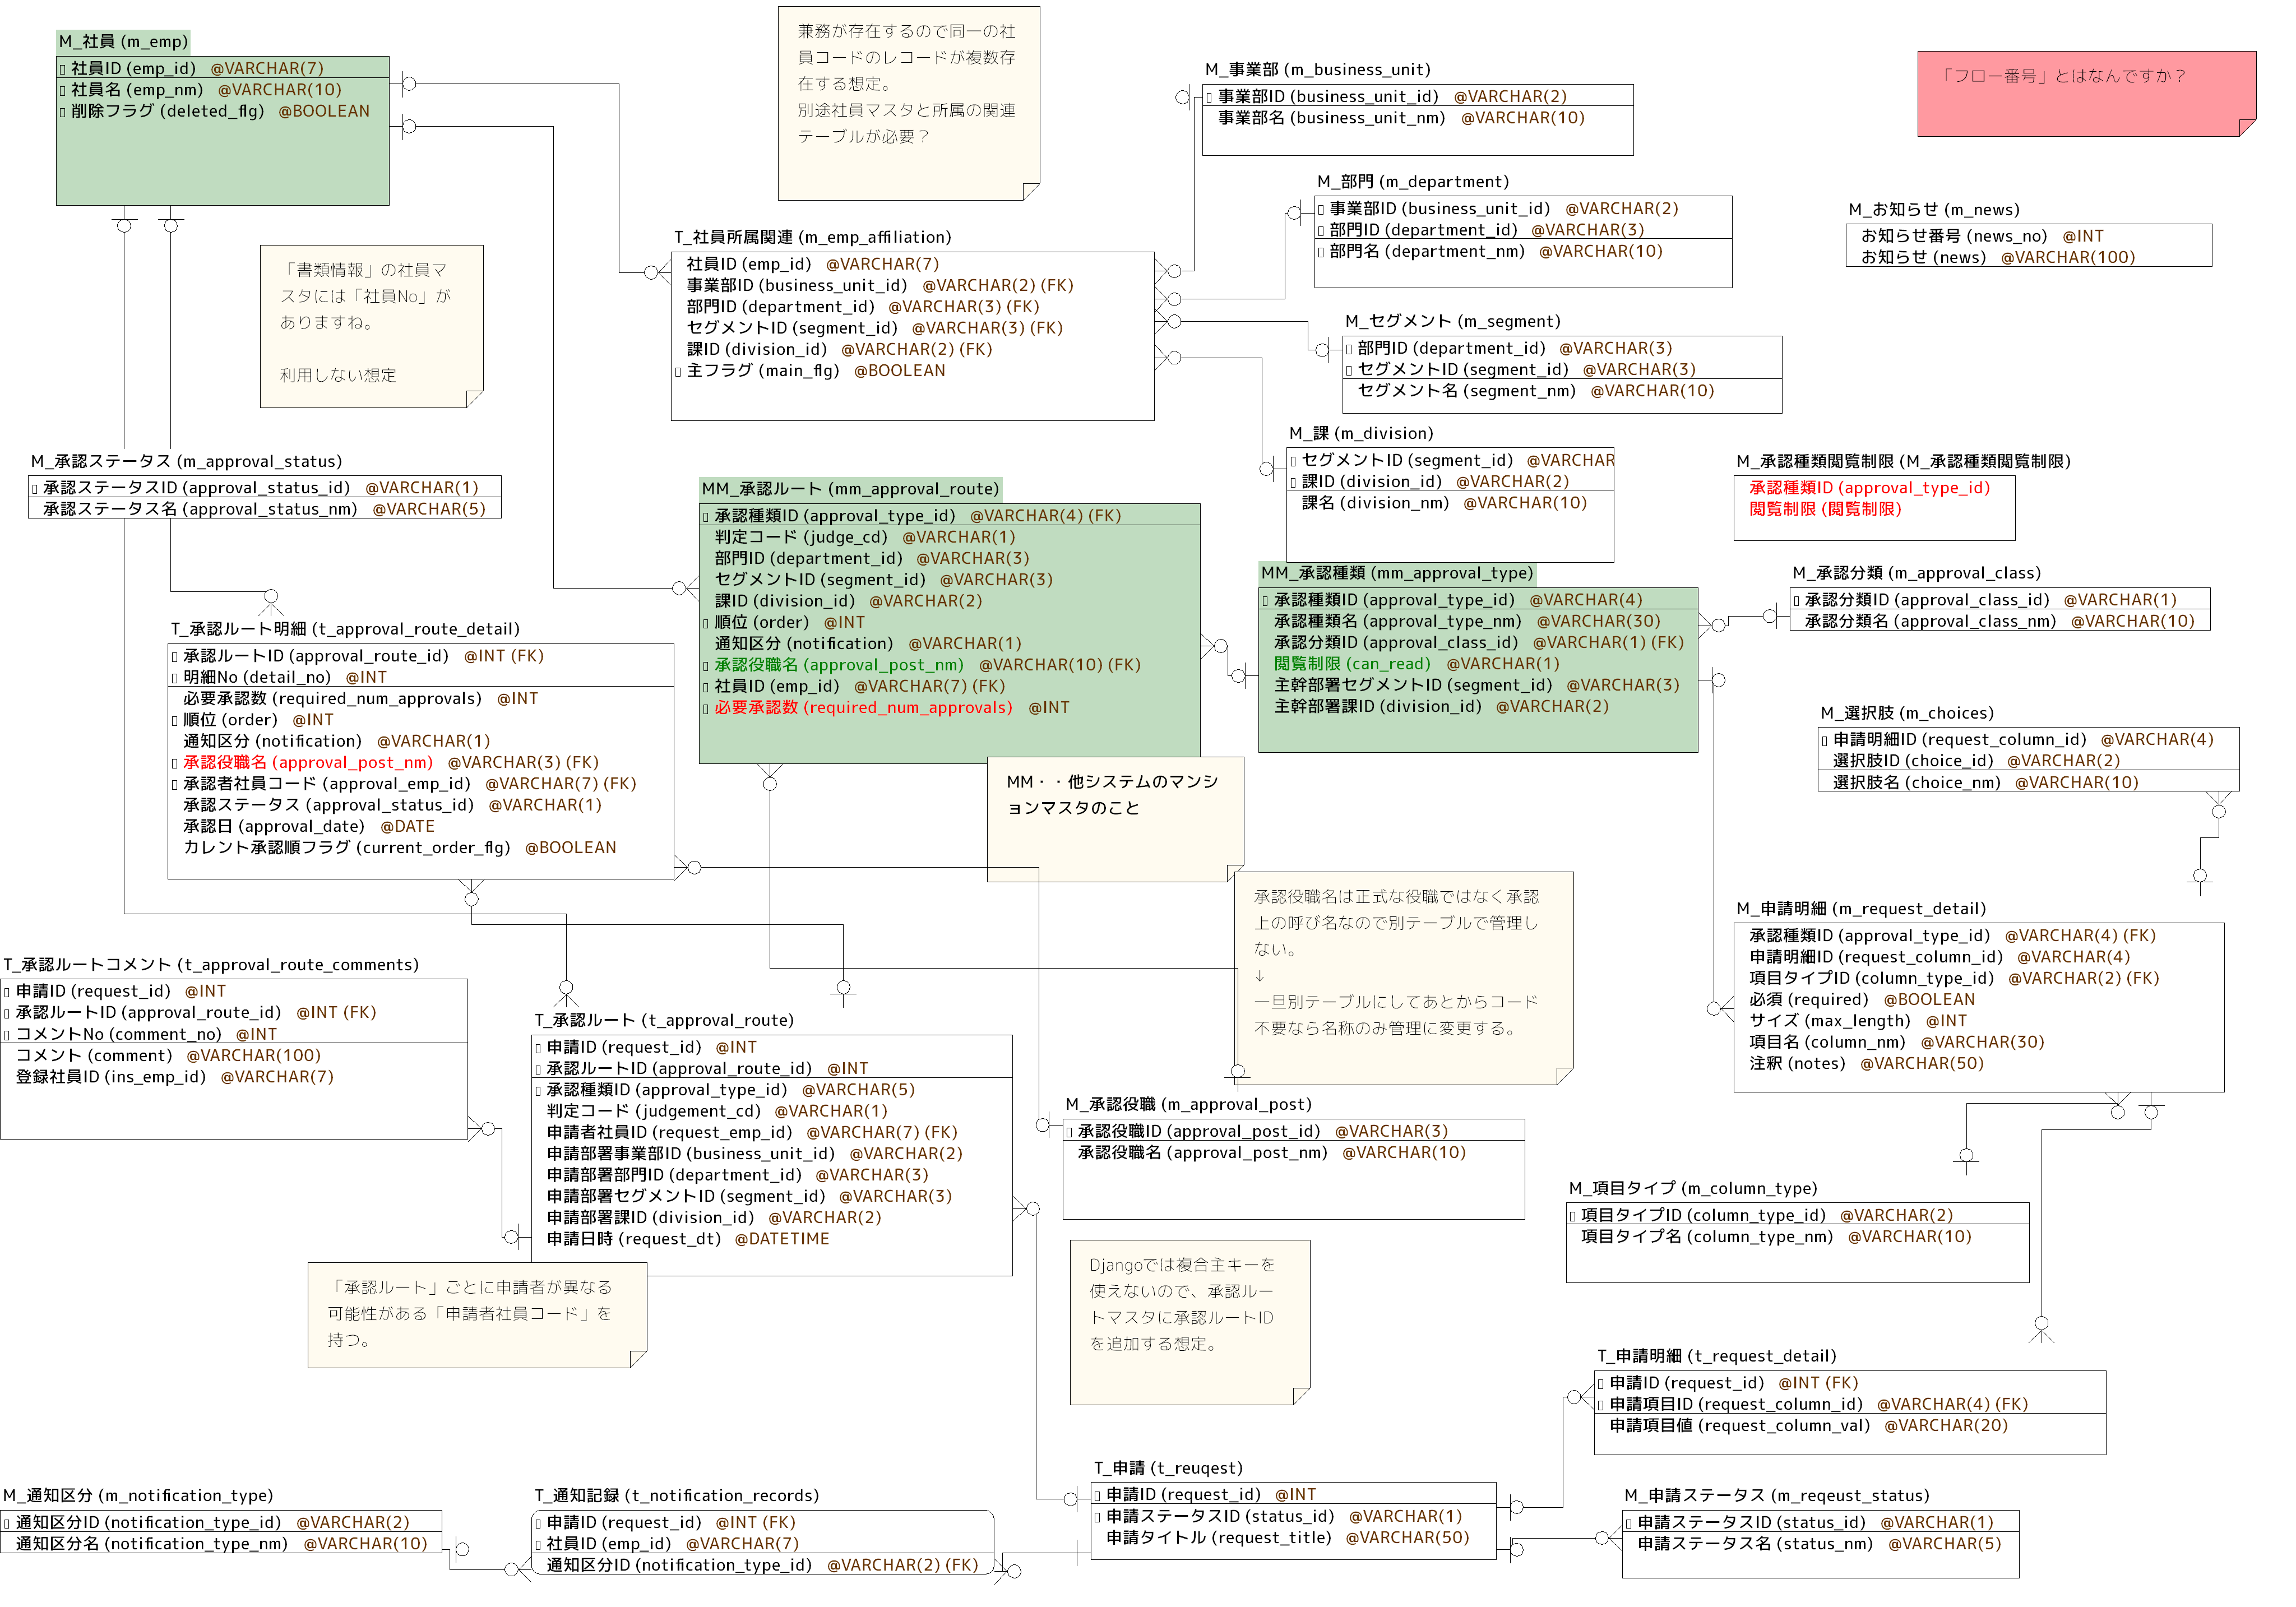 M_社員 (m_emp)
社員ID (emp_id) @VARCHAR(7)
社員名 (emp_nm) @VARCHAR(10)
削除フラグ (deleted_flg) @BOOLEAN
兼務が存在するので同一の社
員コードのレコードが複数存
在する想定。
別途社員マスタと所属の関連
テーブルが必要？
M_事業部 (m_business_unit)
事業部ID (business_unit_id) @VARCHAR(2)
事業部名 (business_unit_nm) @VARCHAR(10)
「フロー番号」とはなんですか？
M_部門 (m_department)
事業部ID (business_unit_id) @VARCHAR(2)
部門ID (department_id) @VARCHAR(3)
部門名 (department_nm) @VARCHAR(10)
M_お知らせ (m_news)
お知らせ番号 (news_no) @INT
お知らせ (news) @VARCHAR(100)
「書類情報」の社員マ
スタには「社員No」が
ありますね。
利用しない想定
T_社員所属関連 (m_emp_affiliation)
社員ID (emp_id) @VARCHAR(7)
事業部ID (business_unit_id) @VARCHAR(2) (FK)
部門ID (department_id) @VARCHAR(3) (FK)
セグメントID (segment_id) @VARCHAR(3) (FK)
課ID (division_id) @VARCHAR(2) (FK)
主フラグ (main_flg) @BOOLEAN
M_セグメント (m_segment)
部門ID (department_id) @VARCHAR(3)
セグメントID (segment_id) @VARCHAR(3)
セグメント名 (segment_nm) @VARCHAR(10)
M_課 (m_division)
セグメントID (segment_id) @VARCHAR
課ID (division_id) @VARCHAR(2)
課名 (division_nm) @VARCHAR(10)
M_承認種類閲覧制限 (M_承認種類閲覧制限)
承認種類ID (approval_type_id)
閲覧制限 (閲覧制限)
M_承認ステータス (m_approval_status)
承認ステータスID (approval_status_id) @VARCHAR(1)
承認ステータス名 (approval_status_nm) @VARCHAR(5)
MM_承認ルート (mm_approval_route)
承認種類ID (approval_type_id) @VARCHAR(4) (FK)
判定コード (judge_cd) @VARCHAR(1)
部門ID (department_id) @VARCHAR(3)
セグメントID (segment_id) @VARCHAR(3)
課ID (division_id) @VARCHAR(2)
順位 (order) @INT
通知区分 (notification) @VARCHAR(1)
承認役職名 (approval_post_nm) @VARCHAR(10) (FK)
社員ID (emp_id) @VARCHAR(7) (FK)
必要承認数 (required_num_approvals) @INT
MM_承認種類 (mm_approval_type)
承認種類ID (approval_type_id) @VARCHAR(4)
承認種類名 (approval_type_nm) @VARCHAR(30)
承認分類ID (approval_class_id) @VARCHAR(1) (FK)
閲覧制限 (can_read) @VARCHAR(1)
主幹部署セグメントID (segment_id) @VARCHAR(3)
主幹部署課ID (division_id) @VARCHAR(2)
M_承認分類 (m_approval_class)
承認分類ID (approval_class_id) @VARCHAR(1)
承認分類名 (approval_class_nm) @VARCHAR(10)
T_承認ルート明細 (t_approval_route_detail)
承認ルートID (approval_route_id) @INT (FK)
明細No (detail_no) @INT
必要承認数 (required_num_approvals) @INT
順位 (order) @INT
通知区分 (notification) @VARCHAR(1)
承認役職名 (approval_post_nm) @VARCHAR(3) (FK)
承認者社員コード (approval_emp_id) @VARCHAR(7) (FK)
承認ステータス (approval_status_id) @VARCHAR(1)
承認日 (approval_date) @DATE
カレント承認順フラグ (current_order_flg) @BOOLEAN
M_選択肢 (m_choices)
申請明細ID (request_column_id) @VARCHAR(4)
選択肢ID (choice_id) @VARCHAR(2)
選択肢名 (choice_nm) @VARCHAR(10)
MM・・他システムのマンシ
ョンマスタのこと
承認役職名は正式な役職ではなく承認
上の呼び名なので別テーブルで管理し
ない。
↓
一旦別テーブルにしてあとからコード
不要なら名称のみ管理に変更する。
M_申請明細 (m_request_detail)
承認種類ID (approval_type_id) @VARCHAR(4) (FK)
申請明細ID (request_column_id) @VARCHAR(4)
項目タイプID (column_type_id) @VARCHAR(2) (FK)
必須 (required) @BOOLEAN
サイズ (max_length) @INT
項目名 (column_nm) @VARCHAR(30)
注釈 (notes) @VARCHAR(50)
T_承認ルートコメント (t_approval_route_comments)
申請ID (request_id) @INT
承認ルートID (approval_route_id) @INT (FK)
コメントNo (comment_no) @INT
コメント (comment) @VARCHAR(100)
登録社員ID (ins_emp_id) @VARCHAR(7)
T_承認ルート (t_approval_route)
申請ID (request_id) @INT
承認ルートID (approval_route_id) @INT
承認種類ID (approval_type_id) @VARCHAR(5)
判定コード (judgement_cd) @VARCHAR(1)
申請者社員ID (request_emp_id) @VARCHAR(7) (FK)
申請部署事業部ID (business_unit_id) @VARCHAR(2)
申請部署部門ID (department_id) @VARCHAR(3)
申請部署セグメントID (segment_id) @VARCHAR(3)
申請部署課ID (division_id) @VARCHAR(2)
申請日時 (request_dt) @DATETIME
M_承認役職 (m_approval_post)
承認役職ID (approval_post_id) @VARCHAR(3)
承認役職名 (approval_post_nm) @VARCHAR(10)
M_項目タイプ (m_column_type)
項目タイプID (column_type_id) @VARCHAR(2)
項目タイプ名 (column_type_nm) @VARCHAR(10)
「承認ルート」ごとに申請者が異なる
可能性がある「申請者社員コード」を
持つ。
Djangoでは複合主キーを
使えないので、承認ルー
トマスタに承認ルートID
を追加する想定。
T_申請明細 (t_request_detail)
申請ID (request_id) @INT (FK)
申請項目ID (request_column_id) @VARCHAR(4) (FK)
申請項目値 (request_column_val) @VARCHAR(20)
M_通知区分 (m_notification_type)
通知区分ID (notification_type_id) @VARCHAR(2)
通知区分名 (notification_type_nm) @VARCHAR(10)
T_通知記録 (t_notification_records)
申請ID (request_id) @INT (FK)
社員ID (emp_id) @VARCHAR(7)
通知区分ID (notification_type_id) @VARCHAR(2) (FK)
T_申請 (t_reuqest)
申請ID (request_id) @INT
申請ステータスID (status_id) @VARCHAR(1)
申請タイトル (request_title) @VARCHAR(50)
M_申請ステータス (m_reqeust_status)
申請ステータスID (status_id) @VARCHAR(1)
申請ステータス名 (status_nm) @VARCHAR(5)